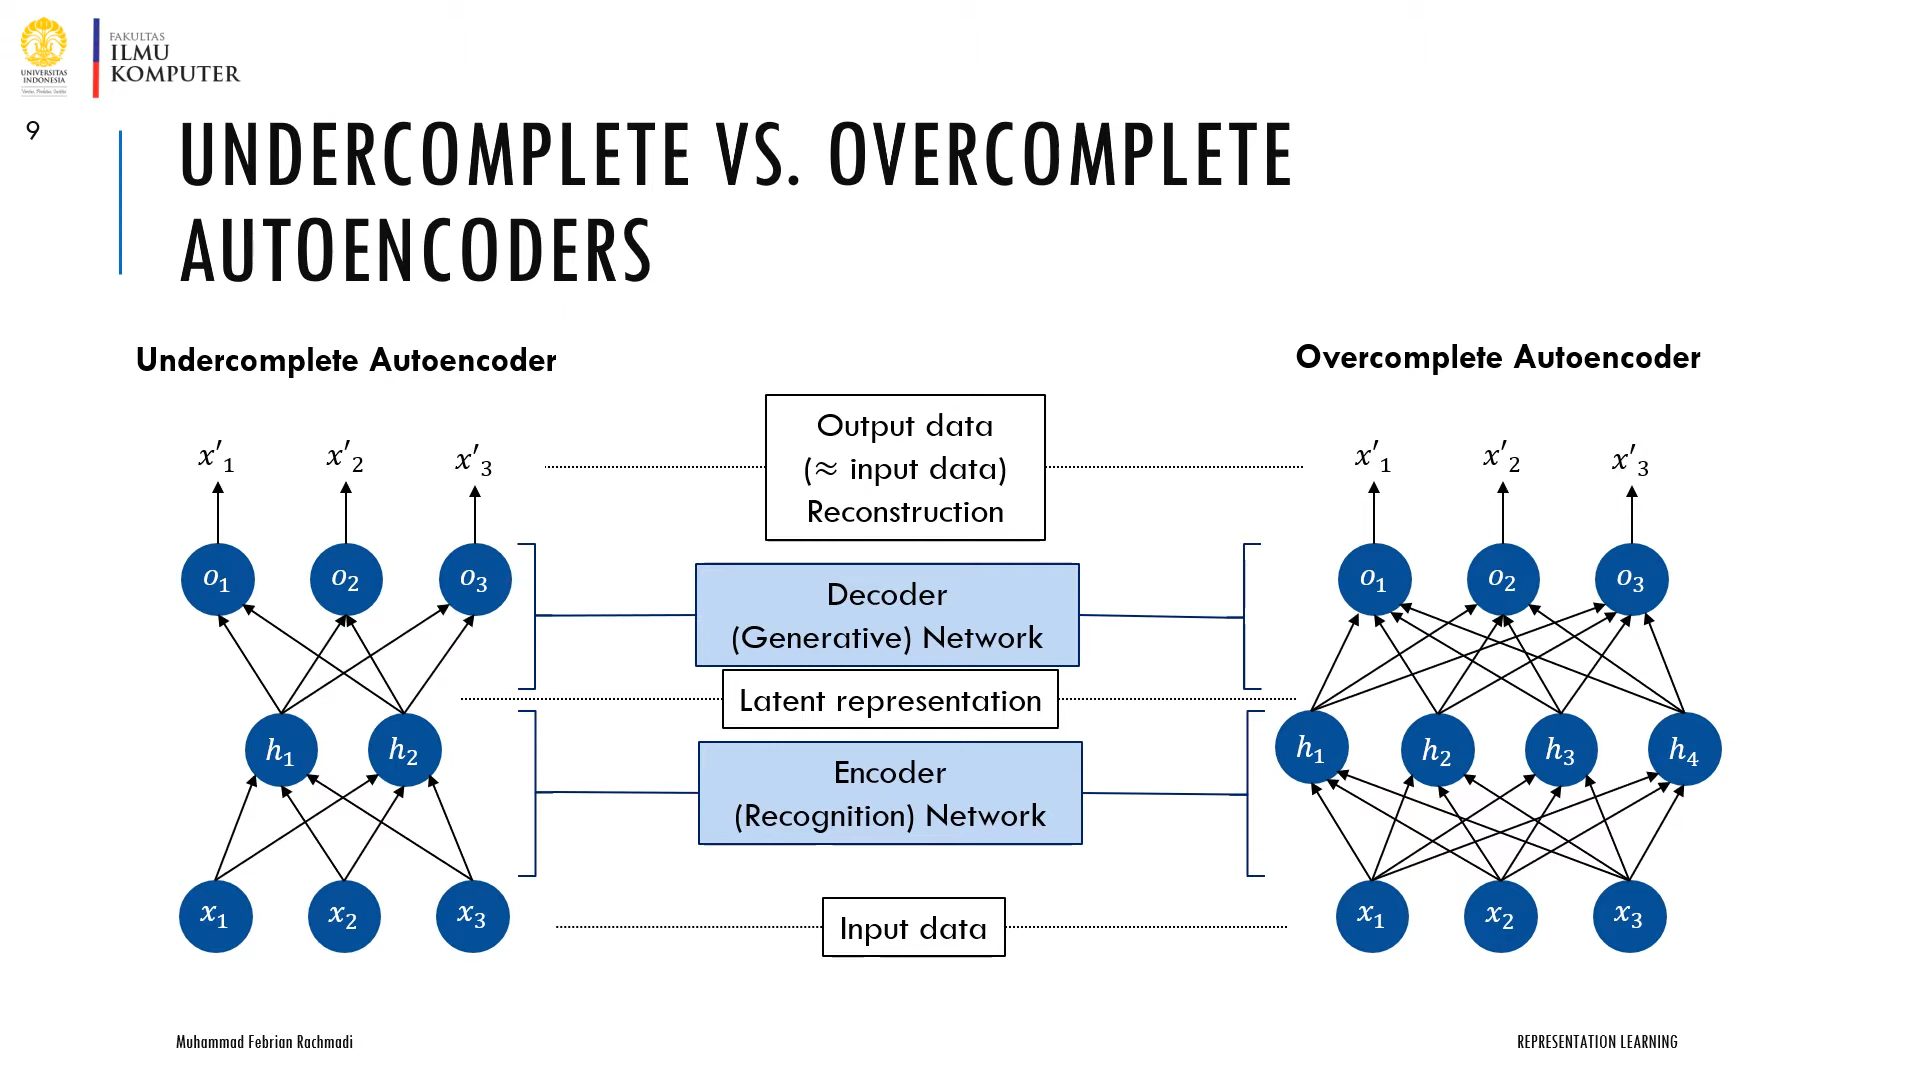 UNIVERSITAS
INDONESIA
Veritas, Probitas, Iustitia
FAKULTAS
ILMU
KOMPUTER
9
UNDERCOMPLETE VS. OVERCOMPLETE
AUTOENCODERS
Undercomplete Autoencoder
Overcomplete Autoencoder
x′₁ x′₂ x′₃
Output data
(≈ input data)
Reconstruction
x′₁ x′₂ x′₃
o₁ o₂ o₃
Decoder
(Generative) Network
o₁ o₂ o₃
Latent representation
h₁ h₂
Encoder
(Recognition) Network
h₁ h₂ h₃ h₄
x₁ x₂ x₃
Input data
x₁ x₂ x₃
Muhammad Febrian Rachmadi
REPRESENTATION LEARNING